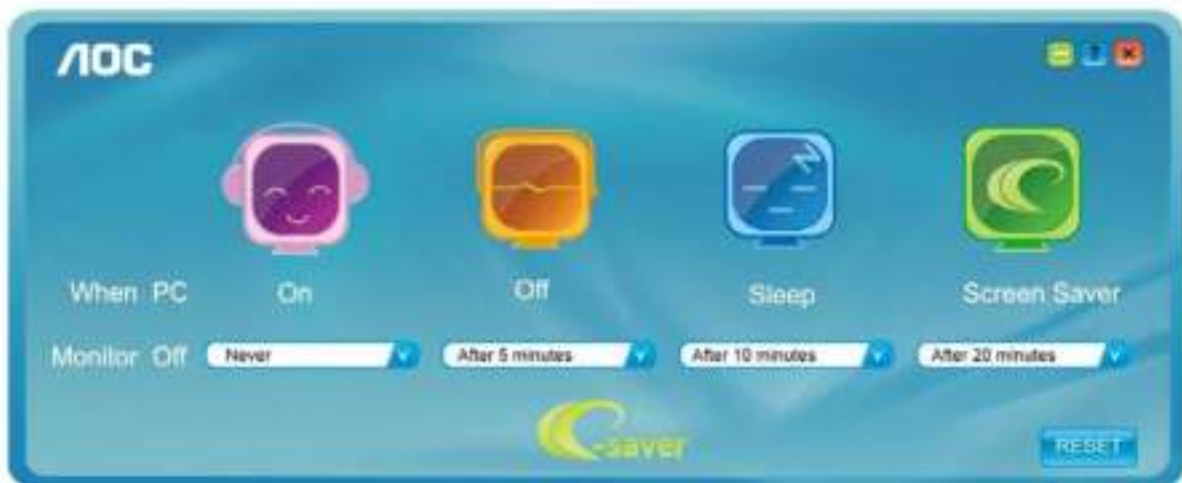 AOC
?
When PC On Off Sleep Screen Saver
Monitor Off Never After 5 minutes After 10 minutes After 20 minutes
e-saver
RESET